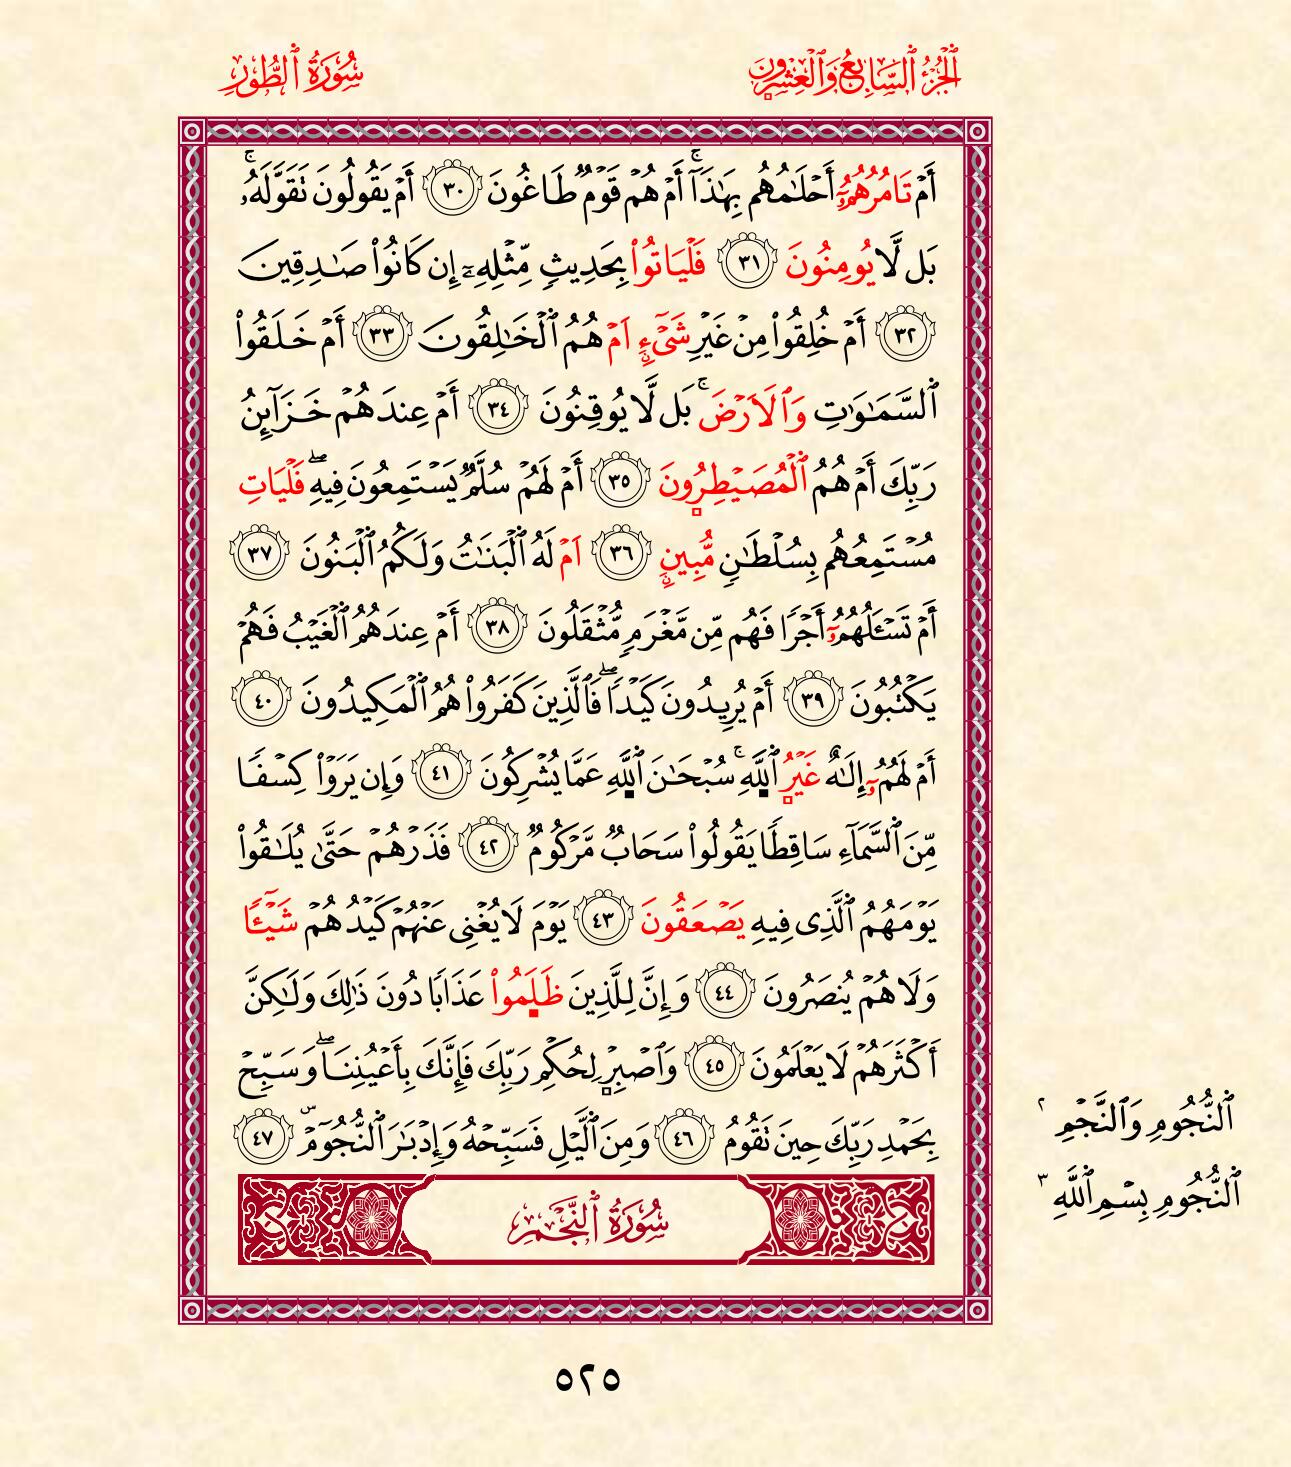 ٱلْجُزْءُ ٱلسَّابِعُ وَٱلْعِشْرُونَ
سُورَةُ ٱلطُّورِ
أَمْ تَامُرُهُمُۥٓ أَحْلَٰمُهُم بِهَٰذَآۚ أَمْ هُمْ قَوْمٌ طَاغُونَ ٣٠ أَمْ يَقُولُونَ تَقَوَّلَهُۥۚ
بَل لَّا يُومِنُونَ ٣١ فَلْيَاتُوا۟ بِحَدِيثٍ مِّثْلِهِۦٓ إِن كَانُوا۟ صَٰدِقِينَ
٣٢ أَمْ خُلِقُوا۟ مِنْ غَيْرِ شَىْءٍ اَمْ هُمُ ٱلْخَٰلِقُونَ ٣٣ أَمْ خَلَقُوا۟
ٱلسَّمَٰوَٰتِ وَٱلَارْضَۚ بَل لَّا يُوقِنُونَ ٣٤ أَمْ عِندَهُمْ خَزَآئِنُ
رَبِّكَ أَمْ هُمُ ٱلْمُصَيْطِرُونَ ٣٥ أَمْ لَهُمْ سُلَّمٌ يَسْتَمِعُونَ فِيهِۖ فَلْيَاتِ
مُسْتَمِعُهُم بِسُلْطَٰنٍ مُّبِينٍ ٣٦ اَمْ لَهُ ٱلْبَنَٰتُ وَلَكُمُ ٱلْبَنُونَ ٣٧
أَمْ تَسْـَٔلُهُمُۥٓ أَجْرًا فَهُم مِّن مَّغْرَمٍ مُّثْقَلُونَ ٣٨ أَمْ عِندَهُمُ ٱلْغَيْبُ فَهُمْ
يَكْتُبُونَ ٣٩ أَمْ يُرِيدُونَ كَيْدًاۖ فَٱلَّذِينَ كَفَرُوا۟ هُمُ ٱلْمَكِيدُونَ ٤٠
أَمْ لَهُمُۥٓ إِلَٰهٌ غَيْرُ ٱللَّهِۚ سُبْحَٰنَ ٱللَّهِ عَمَّا يُشْرِكُونَ ٤١ وَإِن يَرَوْا۟ كِسْفًا
مِّنَ ٱلسَّمَآءِ سَاقِطًا يَقُولُوا۟ سَحَابٌ مَّرْكُومٌ ٤٢ فَذَرْهُمْ حَتَّىٰ يُلَٰقُوا۟
يَوْمَهُمُ ٱلَّذِى فِيهِ يَصْعَقُونَ ٤٣ يَوْمَ لَا يُغْنِى عَنْهُمْ كَيْدُهُمْ شَيْـًٔا
وَلَا هُمْ يُنصَرُونَ ٤٤ وَإِنَّ لِلَّذِينَ ظَلَمُوا۟ عَذَابًا دُونَ ذَٰلِكَ وَلَٰكِنَّ
أَكْثَرَهُمْ لَا يَعْلَمُونَ ٤٥ وَٱصْبِرْ لِحُكْمِ رَبِّكَ فَإِنَّكَ بِأَعْيُنِنَاۖ وَسَبِّحْ
بِحَمْدِ رَبِّكَ حِينَ تَقُومُ ٤٦ وَمِنَ ٱلَّيْلِ فَسَبِّحْهُ وَإِدْبَٰرَ ٱلنُّجُومِ ٤٧
ٱلنُّجُومِ وَٱلنَّجْمِ ٢
ٱلنُّجُومِ بِسْمِ ٱللَّهِ ٣
سُورَةُ ٱلنَّجْمِ
٥٢٥